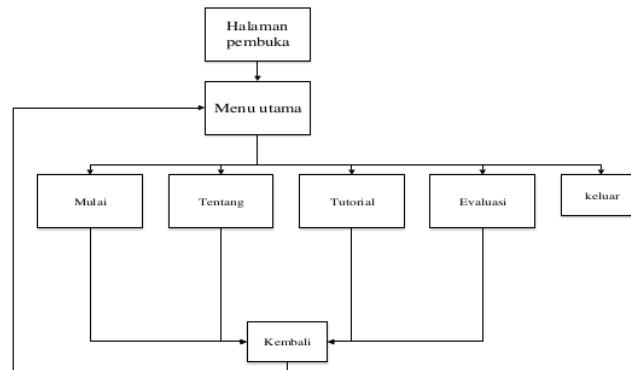 Halaman
pembuka
Menu utama
Mulai
Tentang
Tutorial
Evaluasi
keluar
Kembali